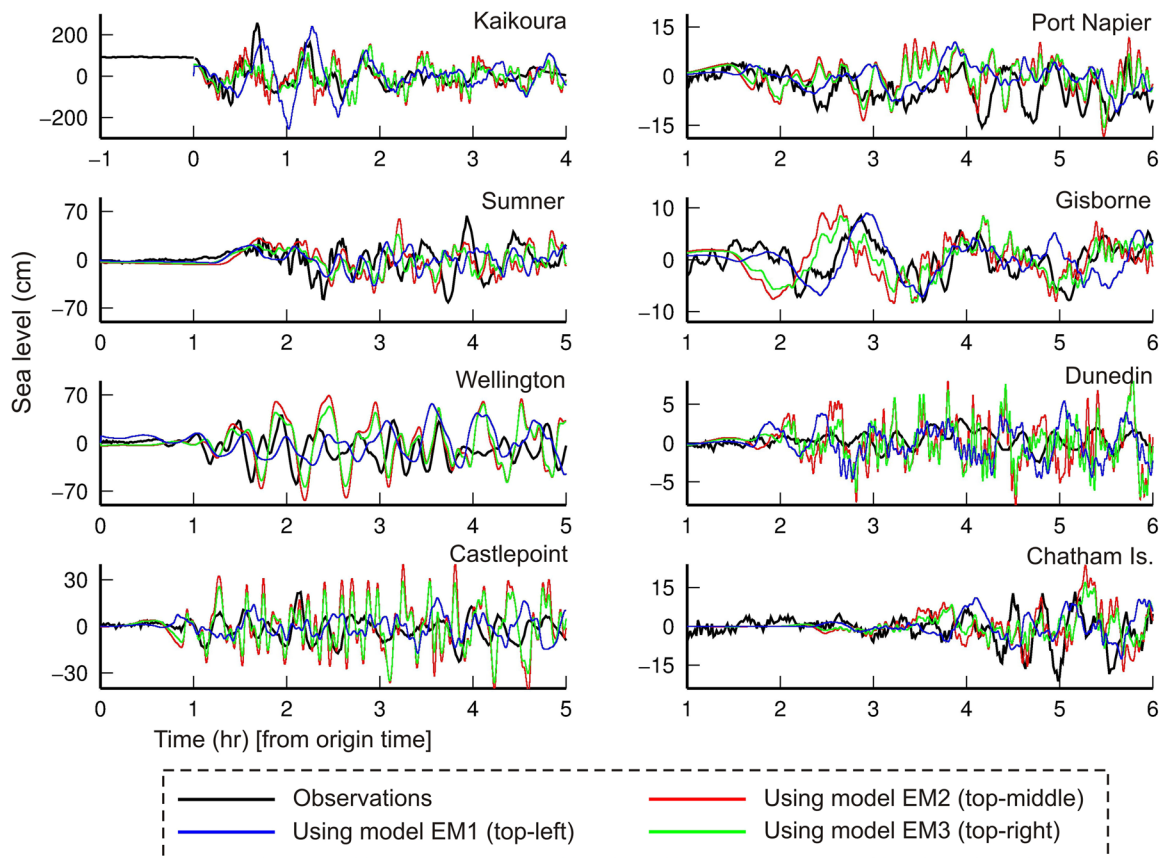 Kaikoura
200
0
−200
−1 0 1 2 3 4
Port Napier
15
0
−15
1 2 3 4 5 6
Sumner
70
0
−70
0 1 2 3 4 5
Gisborne
10
0
−10
1 2 3 4 5 6
Sea level (cm)
Wellington
70
0
−70
0 1 2 3 4 5
Dunedin
5
0
−5
1 2 3 4 5 6
Castlepoint
30
0
−30
0 1 2 3 4 5
Chatham Is.
15
0
−15
1 2 3 4 5 6
Time (hr) [from origin time]
Observations
Using model EM1 (top-left)
Using model EM2 (top-middle)
Using model EM3 (top-right)